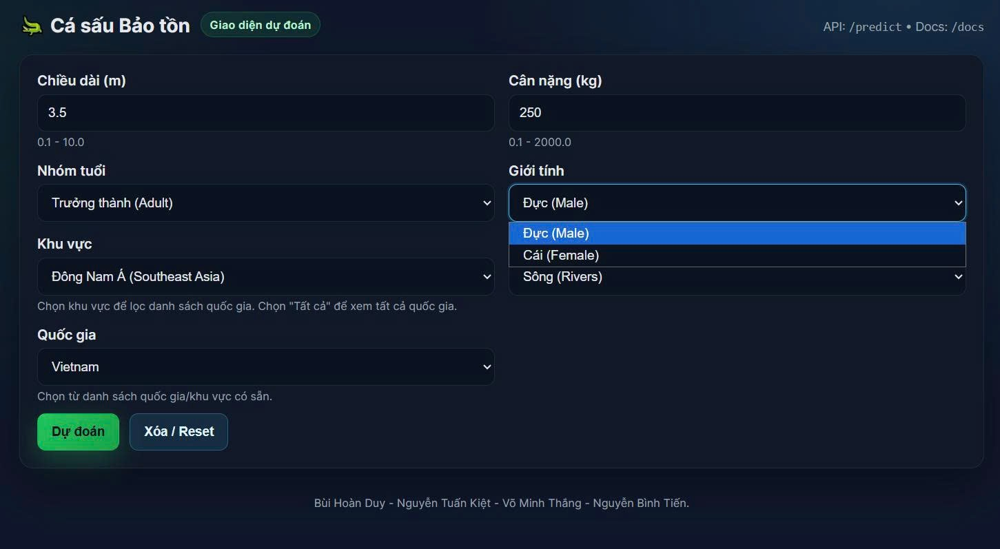 Cá sấu Bảo tồn
Giao diện dự đoán
API: /predict • Docs: /docs
Chiều dài (m)
3.5
0.1 - 10.0
Cân nặng (kg)
250
0.1 - 2000.0
Nhóm tuổi
Trưởng thành (Adult)
Giới tính
Đực (Male)
Đực (Male)
Cái (Female)
Khu vực
Đông Nam Á (Southeast Asia)
Sông (Rivers)
Chọn khu vực để lọc danh sách quốc gia. Chọn "Tất cả" để xem tất cả quốc gia.
Quốc gia
Vietnam
Chọn từ danh sách quốc gia/khu vực có sẵn.
Dự đoán
Xóa / Reset
Bùi Hoàn Duy - Nguyễn Tuấn Kiệt - Võ Minh Thắng - Nguyễn Bình Tiến.